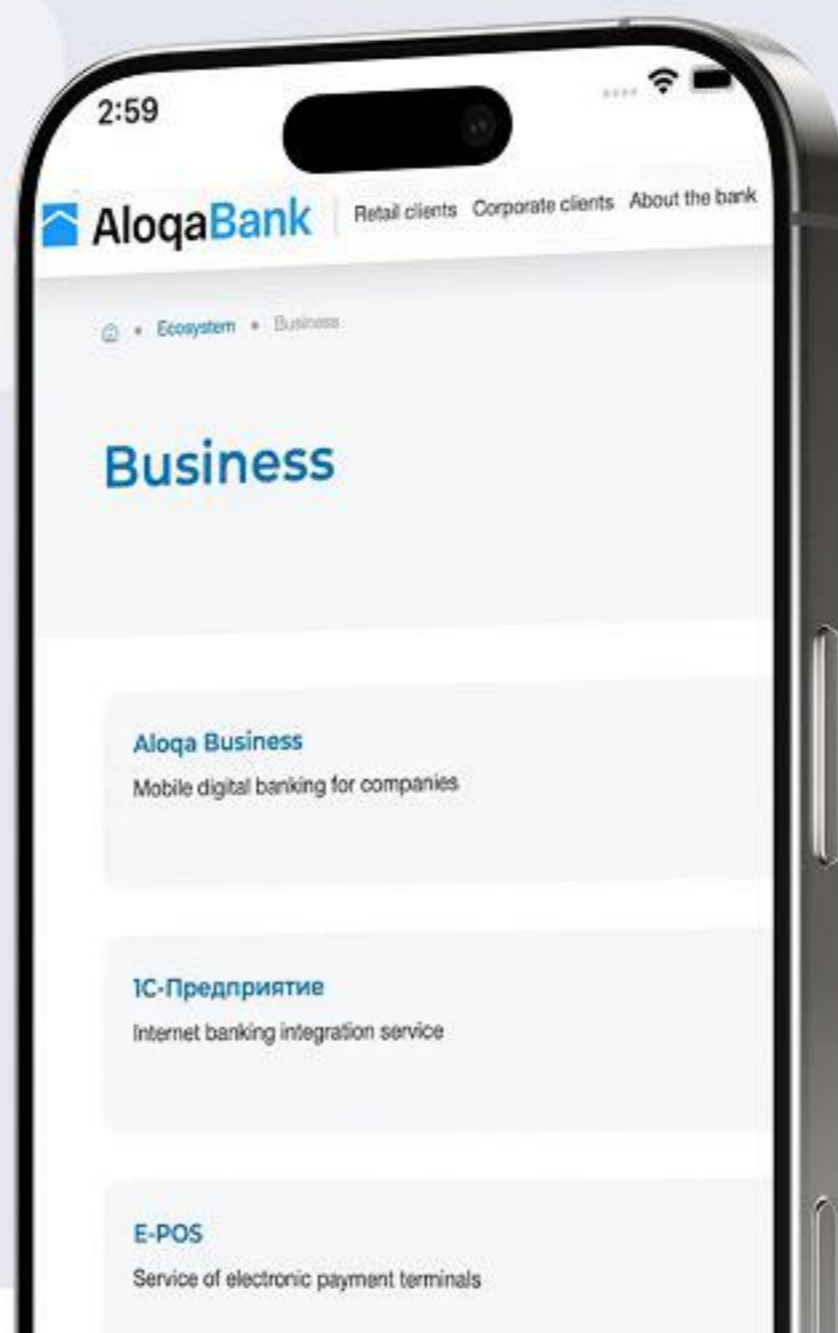 2:59
AloqaBank
Retail clients Corporate clients About the bank
Ecosystem • Business
Business
Aloqa Business
Mobile digital banking for companies
1С-Предприятие
Internet banking integration service
E-POS
Service of electronic payment terminals